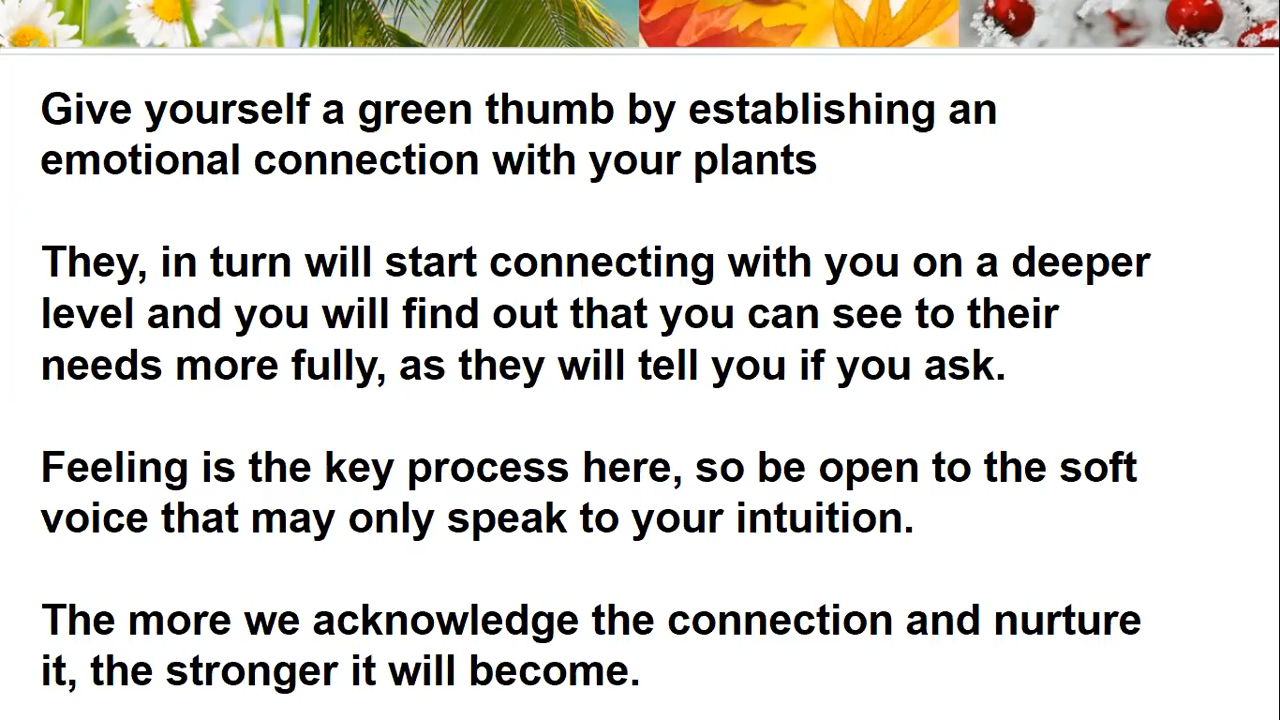 Give yourself a green thumb by establishing an
emotional connection with your plants
They, in turn will start connecting with you on a deeper
level and you will find out that you can see to their
needs more fully, as they will tell you if you ask.
Feeling is the key process here, so be open to the soft
voice that may only speak to your intuition.
The more we acknowledge the connection and nurture
it, the stronger it will become.